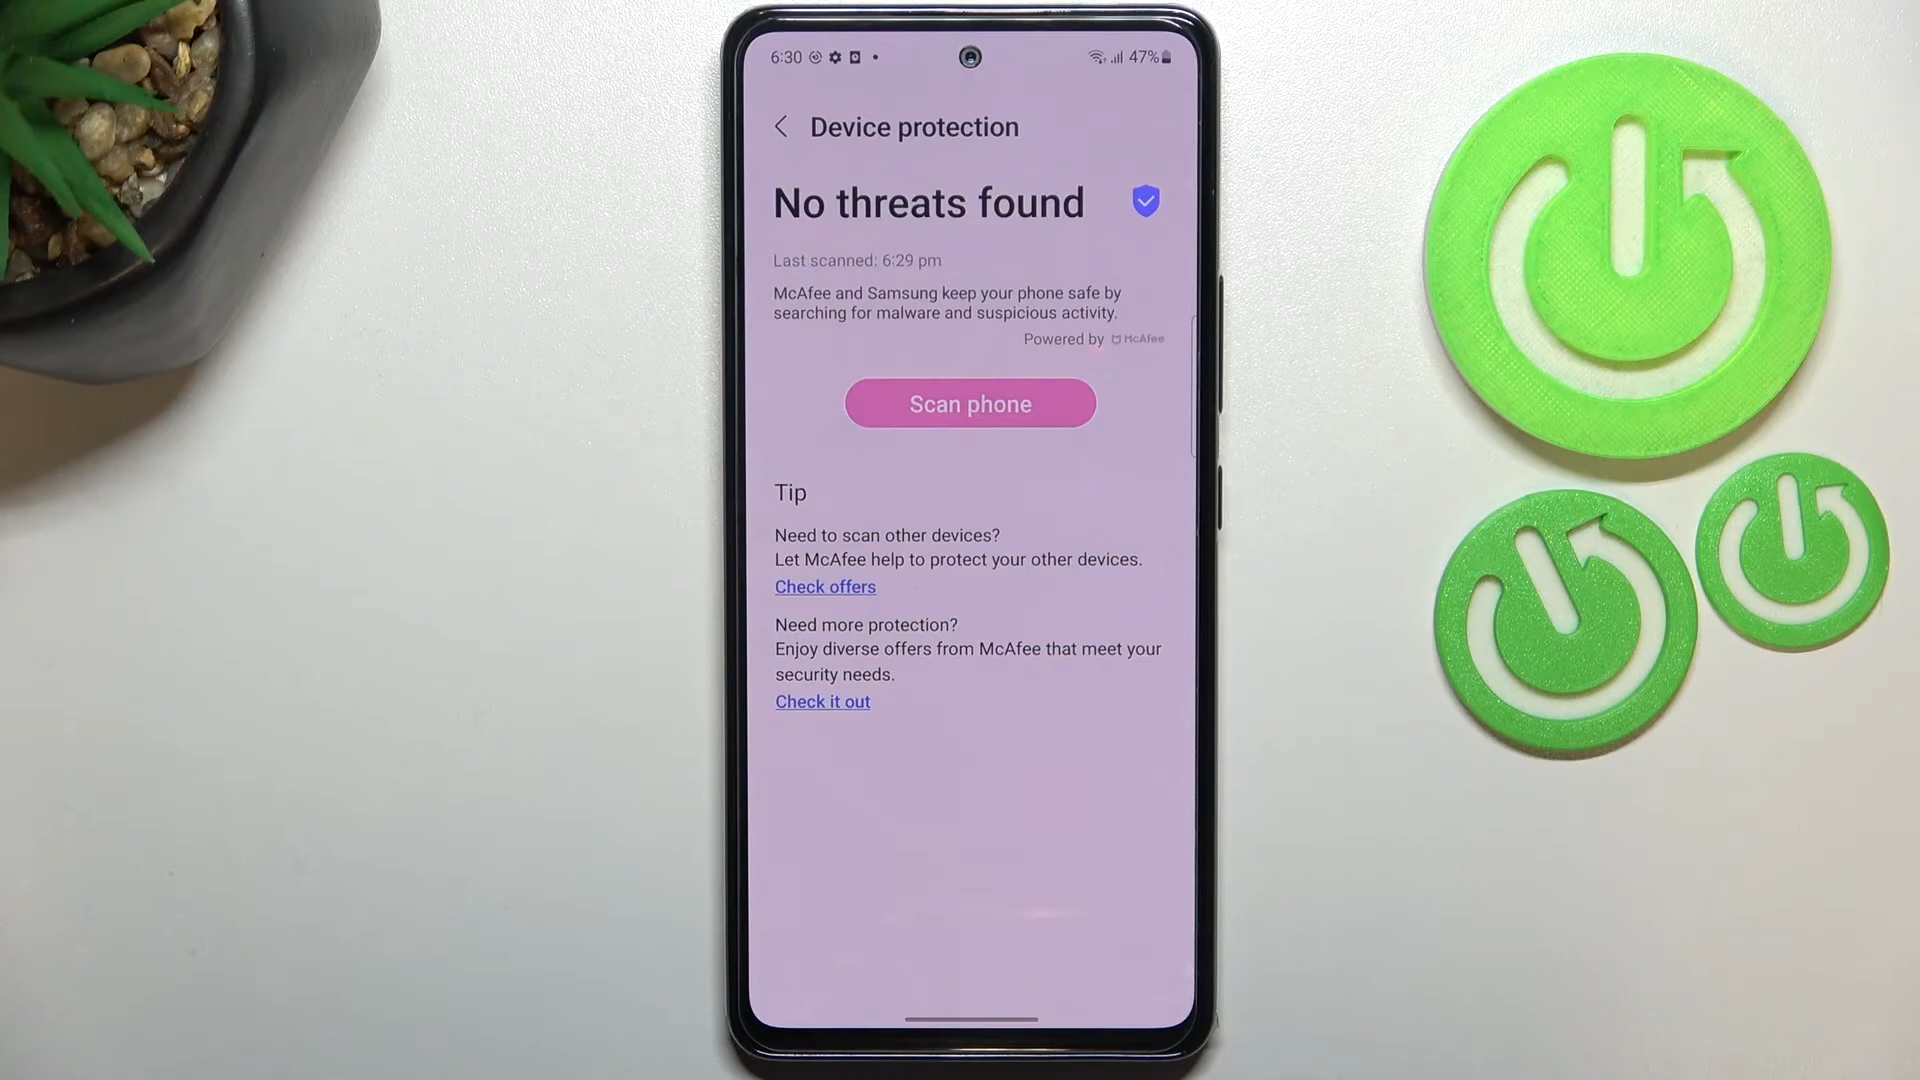 6:30 47%
Device protection
No threats found
Last scanned: 6:29 pm
McAfee and Samsung keep your phone safe by
searching for malware and suspicious activity.
Powered by McAfee
Scan phone
Tip
Need to scan other devices?
Let McAfee help to protect your other devices.
Check offers
Need more protection?
Enjoy diverse offers from McAfee that meet your
security needs.
Check it out